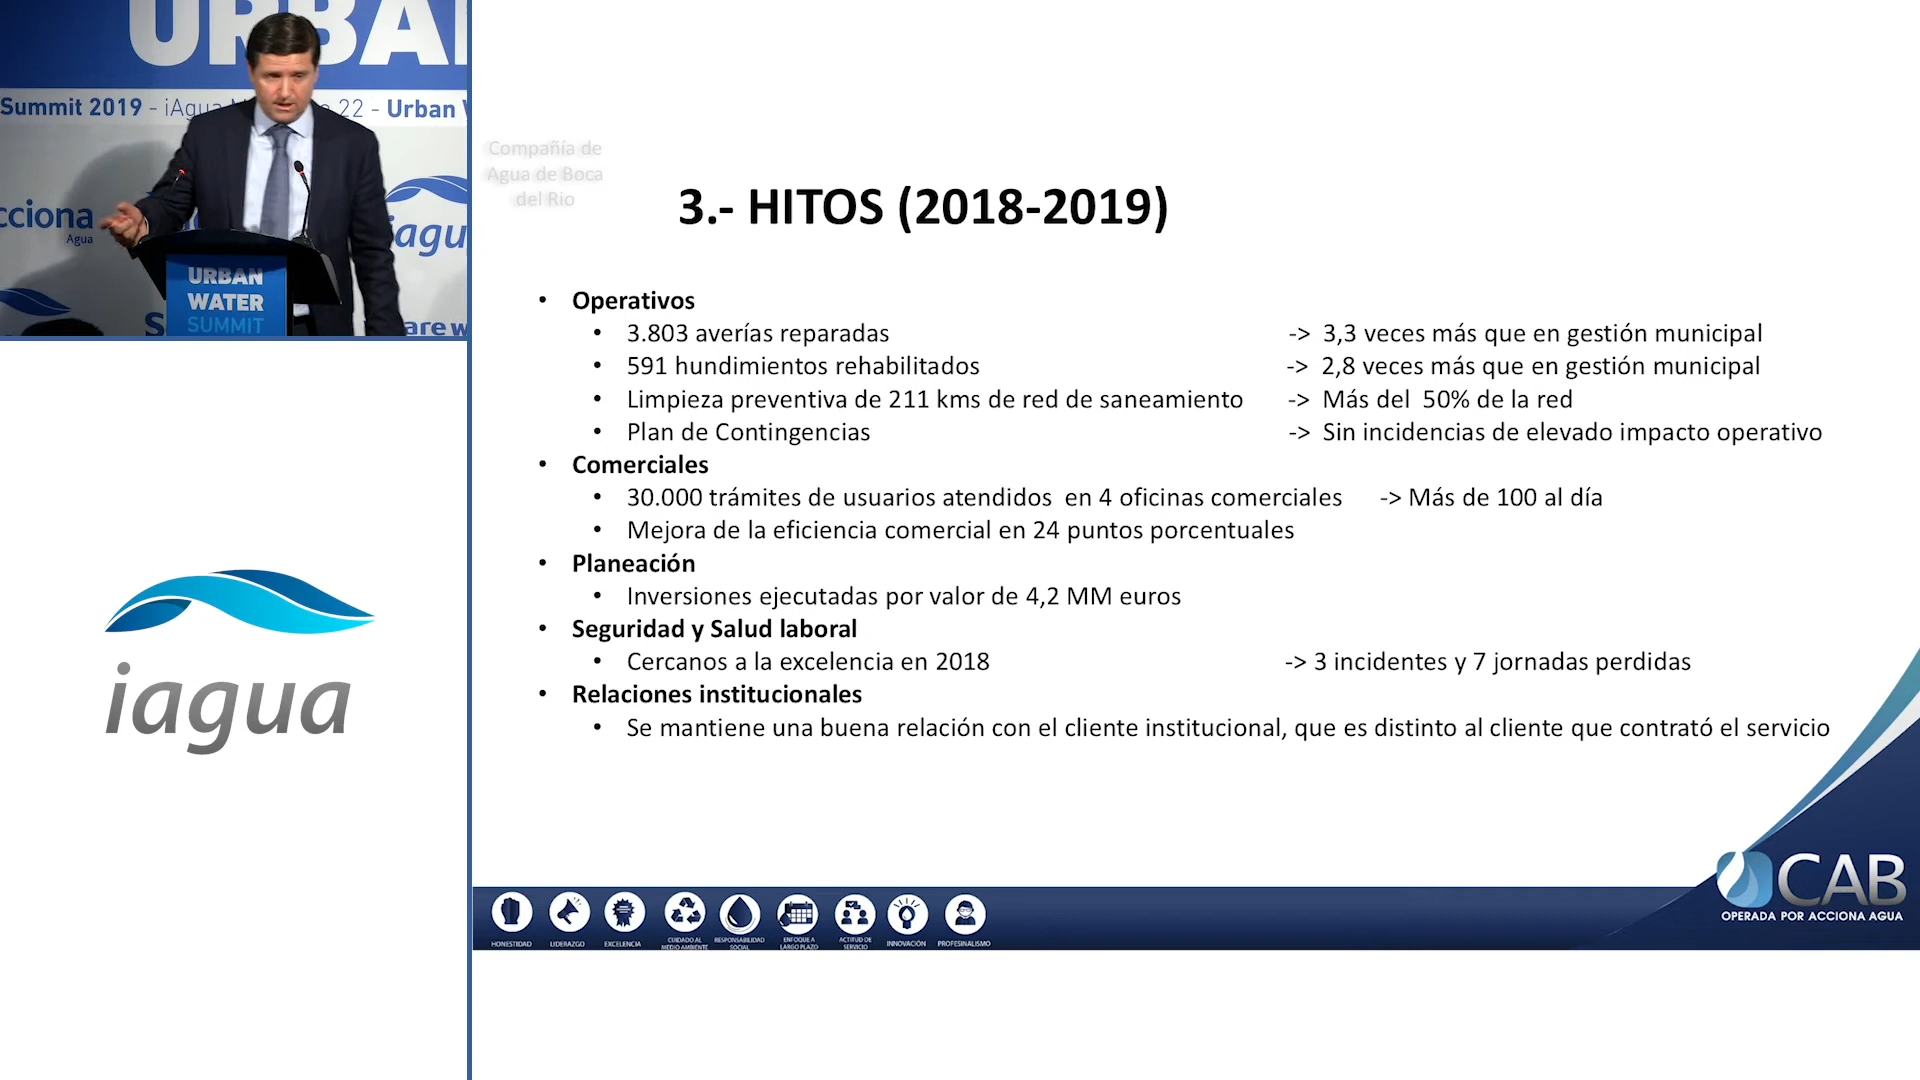 URBA
Summit 2019 - iAgua
22 - Urban
cciona
Agua
iagu
URBAN
WATER
SUMMIT
S
are w
iagua
Compañía de
Agua de Boca
del Rio
3.- HITOS (2018-2019)
• Operativos
• 3.803 averías reparadas -> 3,3 veces más que en gestión municipal
• 591 hundimientos rehabilitados -> 2,8 veces más que en gestión municipal
• Limpieza preventiva de 211 kms de red de saneamiento -> Más del 50% de la red
• Plan de Contingencias -> Sin incidencias de elevado impacto operativo
• Comerciales
• 30.000 trámites de usuarios atendidos en 4 oficinas comerciales -> Más de 100 al día
• Mejora de la eficiencia comercial en 24 puntos porcentuales
• Planeación
• Inversiones ejecutadas por valor de 4,2 MM euros
• Seguridad y Salud laboral
• Cercanos a la excelencia en 2018 -> 3 incidentes y 7 jornadas perdidas
• Relaciones institucionales
• Se mantiene una buena relación con el cliente institucional, que es distinto al cliente que contrató el servicio
CAB
OPERADA POR ACCIONA AGUA
HONESTIDAD
LIDERAZGO
EXCELENCIA
CUIDADO AL
MEDIO AMBIENTE
RESPONSABILIDAD
SOCIAL
ENFOQUE A
LARGO PLAZO
ACTITUD DE
SERVICIO
INNOVACIÓN
PROFESINALISMO